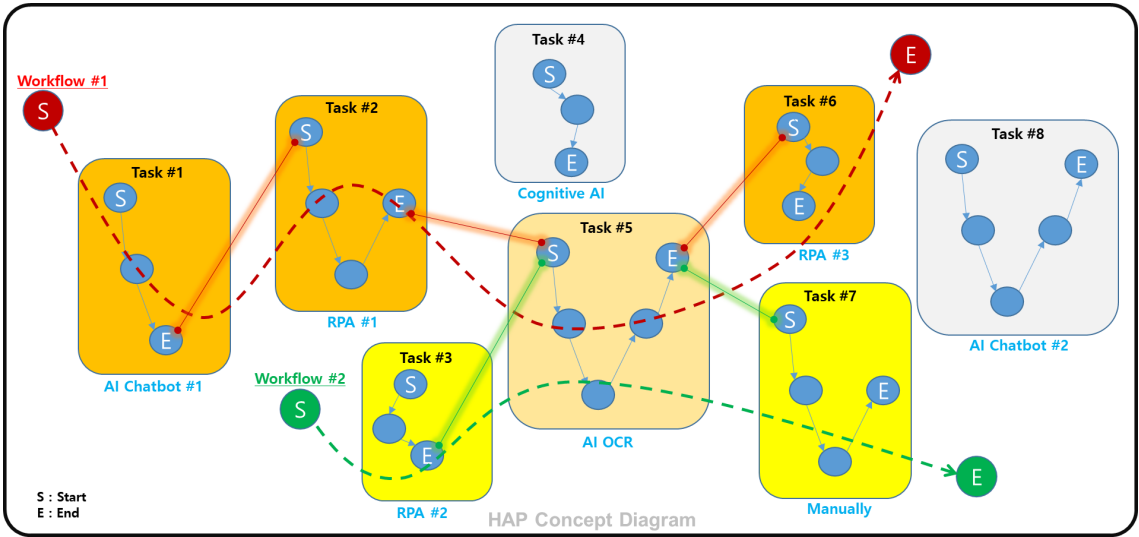 Workflow #1
S
Task #1
S
E
AI Chatbot #1
Task #2
S
E
RPA #1
Workflow #2
S
Task #3
S
E
RPA #2
Task #4
S
E
Cognitive AI
Task #5
S
E
AI OCR
Task #6
S
E
RPA #3
E
Task #7
S
E
Manually
E
Task #8
S
E
AI Chatbot #2
S : Start
E : End
HAP Concept Diagram